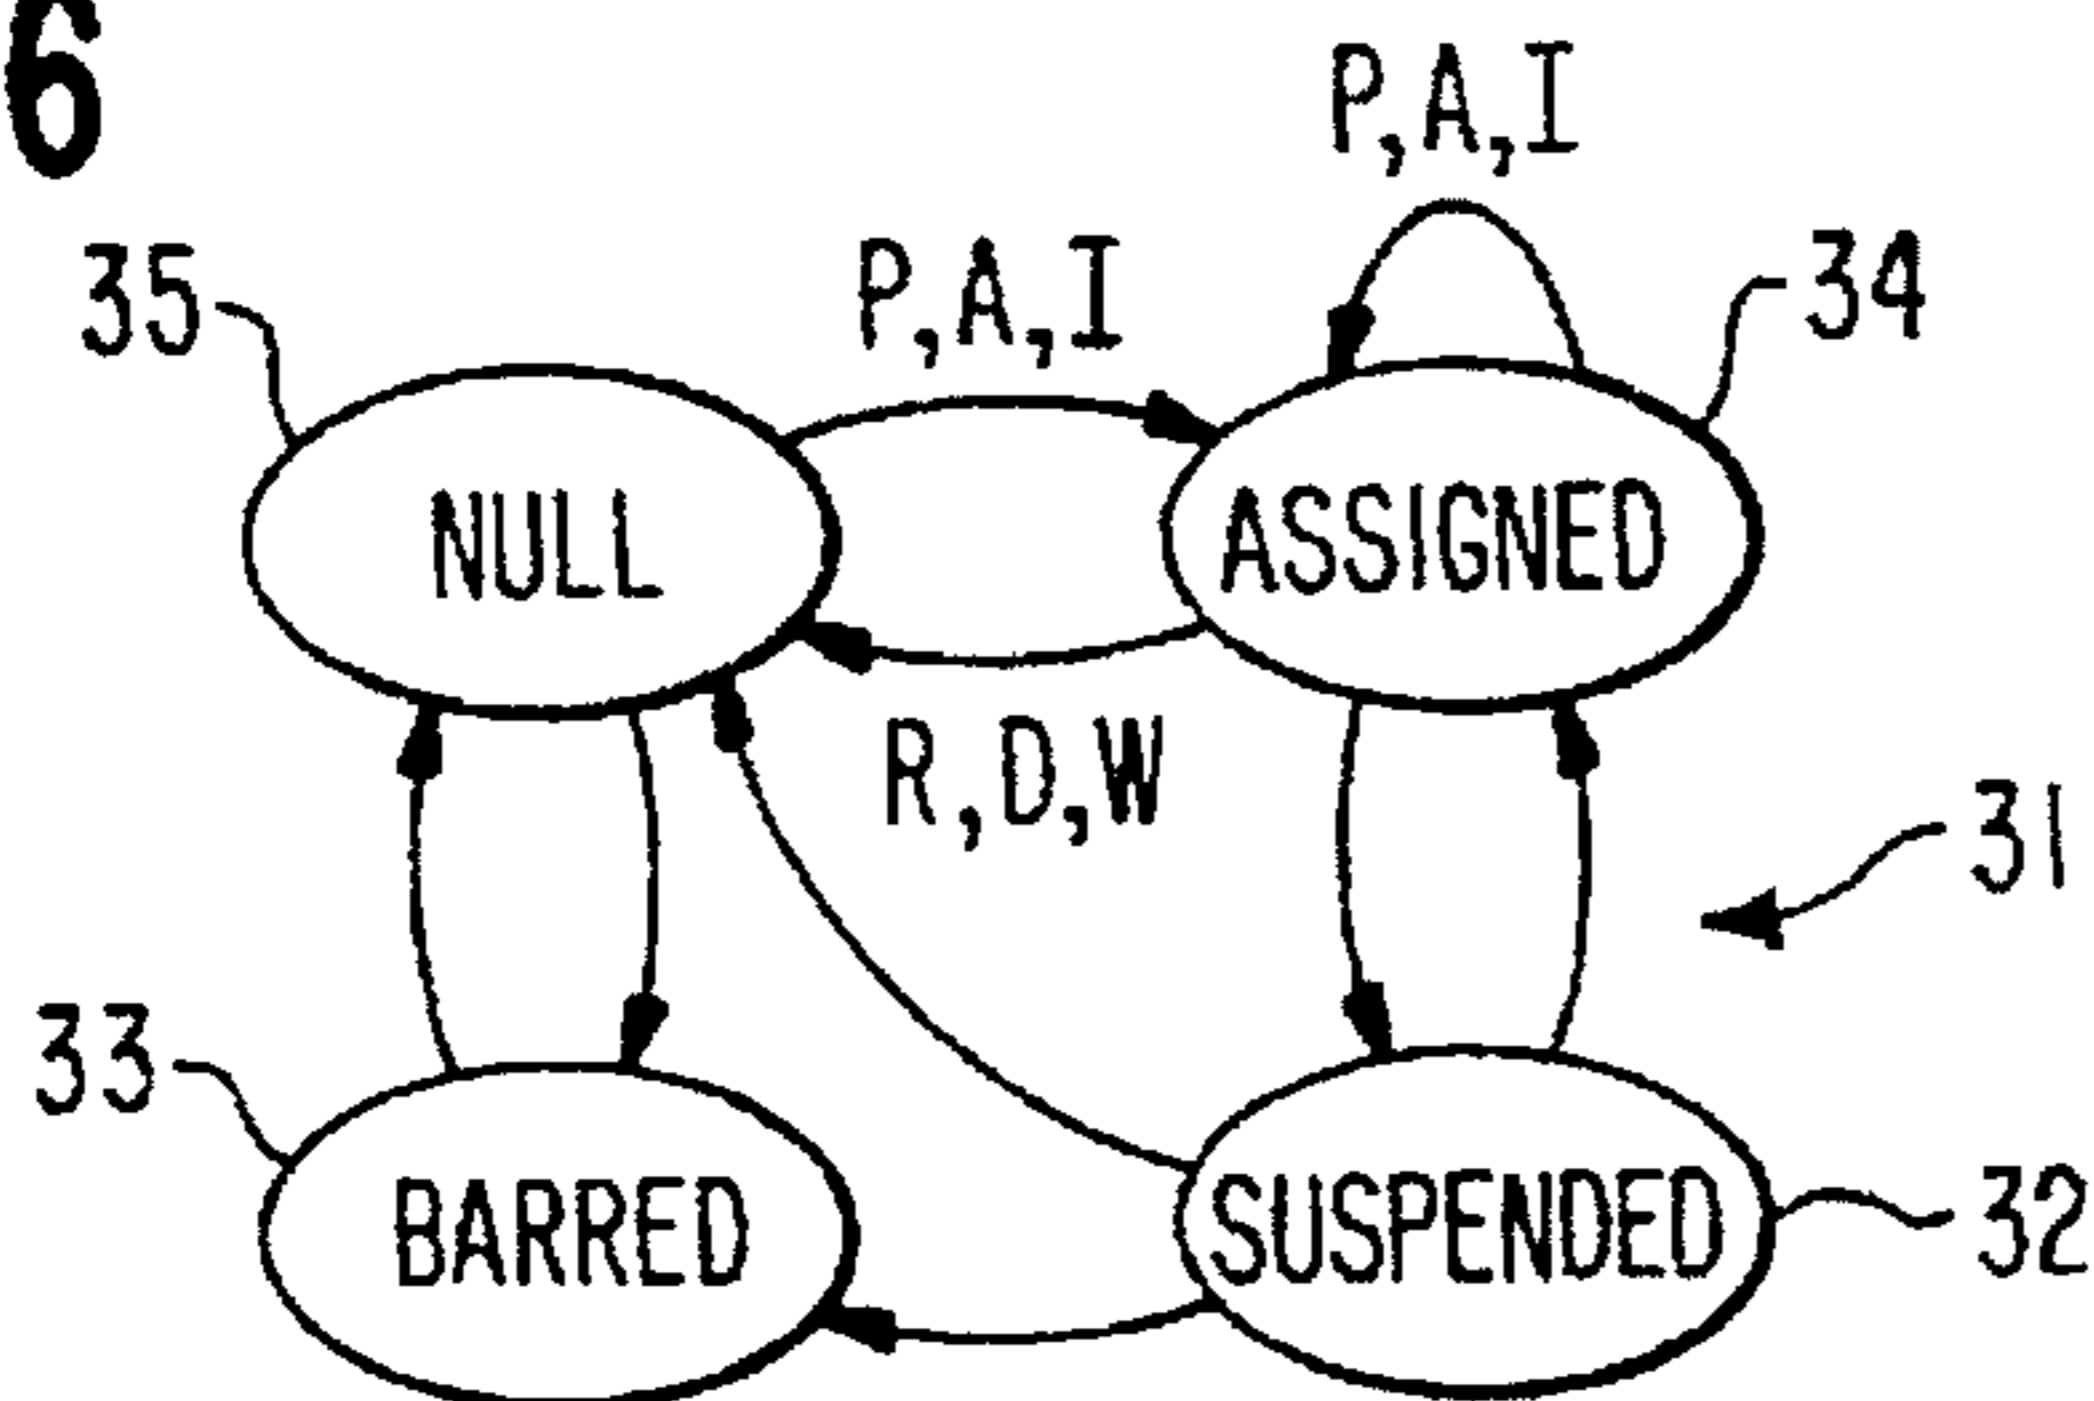 6
P,A,I
35
P,A,I
34
NULL
ASSIGNED
R,D,W
31
33
BARRED
SUSPENDED
32